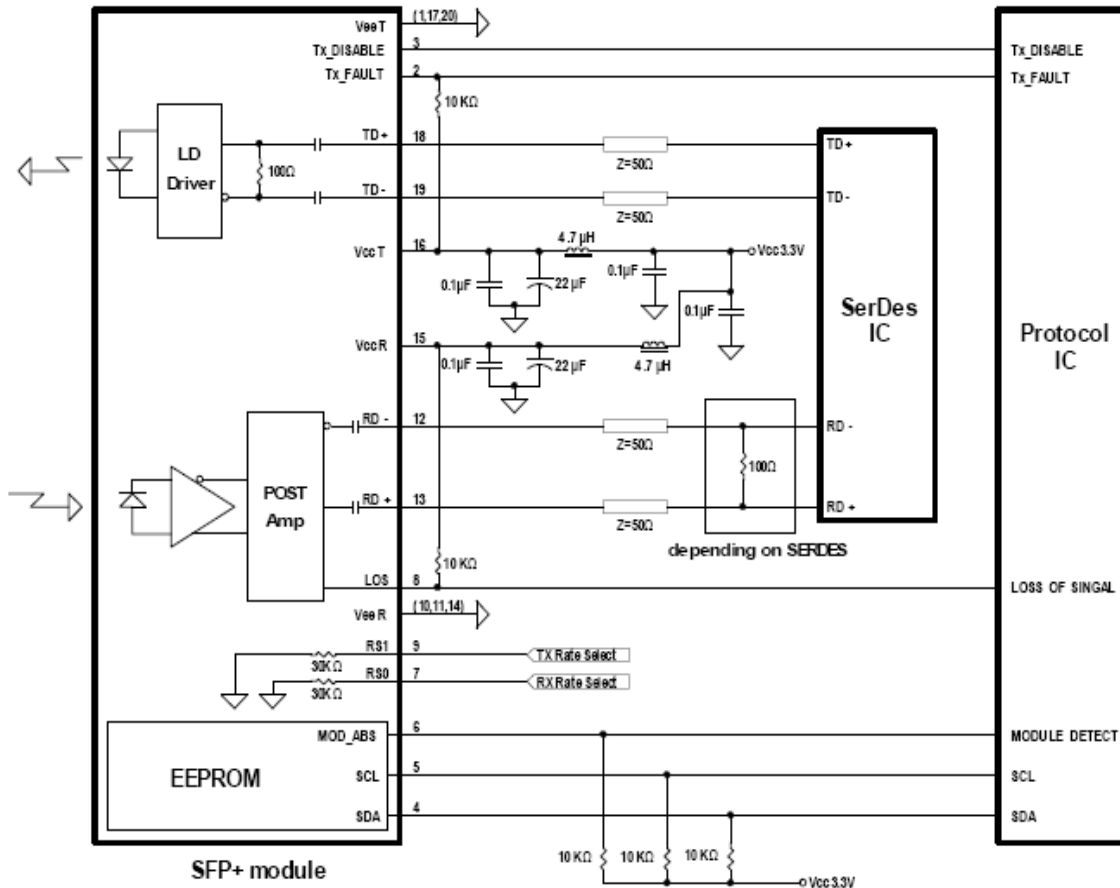 VeeT (1,17,20)
Tx_DISABLE 3 Tx_DISABLE
Tx_FAULT 2 Tx_FAULT
10 KΩ
LD Driver
100Ω
TD+ 18 Z=50Ω TD+
TD- 19 Z=50Ω TD-
VccT 16 4.7 µH Vcc3.3V
0.1µF 22 µF 0.1µF
0.1µF
SerDes IC
Protocol IC
VccR 15
0.1µF 22 µF 4.7 µH
RD - 12 Z=50Ω RD -
100Ω
POST Amp
RD + 13 Z=50Ω RD +
depending on SERDES
10 KΩ
LOS 8 LOSS OF SINGAL
VeeR (10,11,14)
RS1 9 TX Rate Select
30KΩ
RS0 7 RX Rate Select
30KΩ
EEPROM
MOD_ABS 6 MODULE DETECT
SCL 5 SCL
SDA 4 SDA
10 KΩ 10 KΩ 10 KΩ
Vcc3.3V
SFP+ module